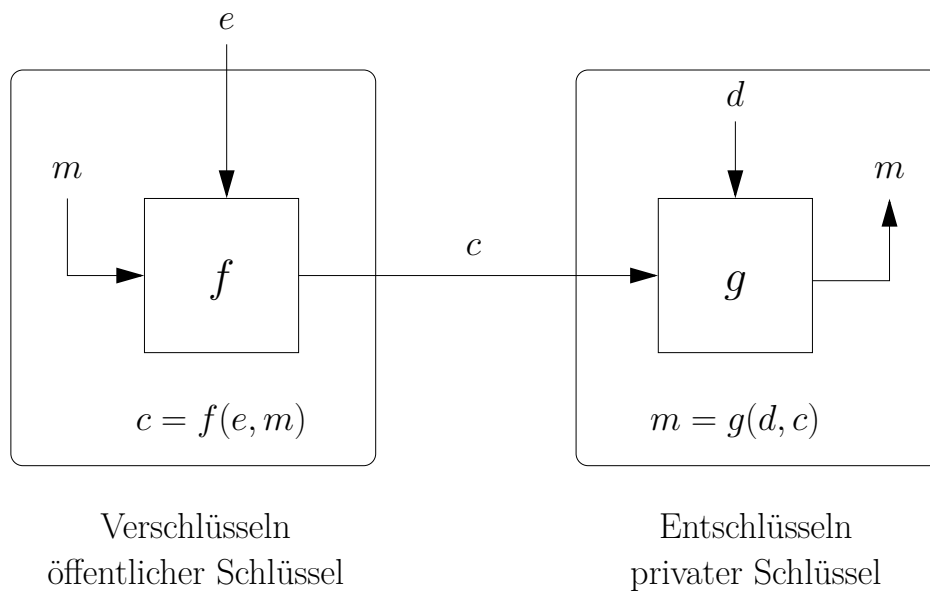 e
d
m
m
c
f
g
c = f(e, m)
m = g(d, c)
Verschlüsseln
öffentlicher Schlüssel
Entschlüsseln
privater Schlüssel